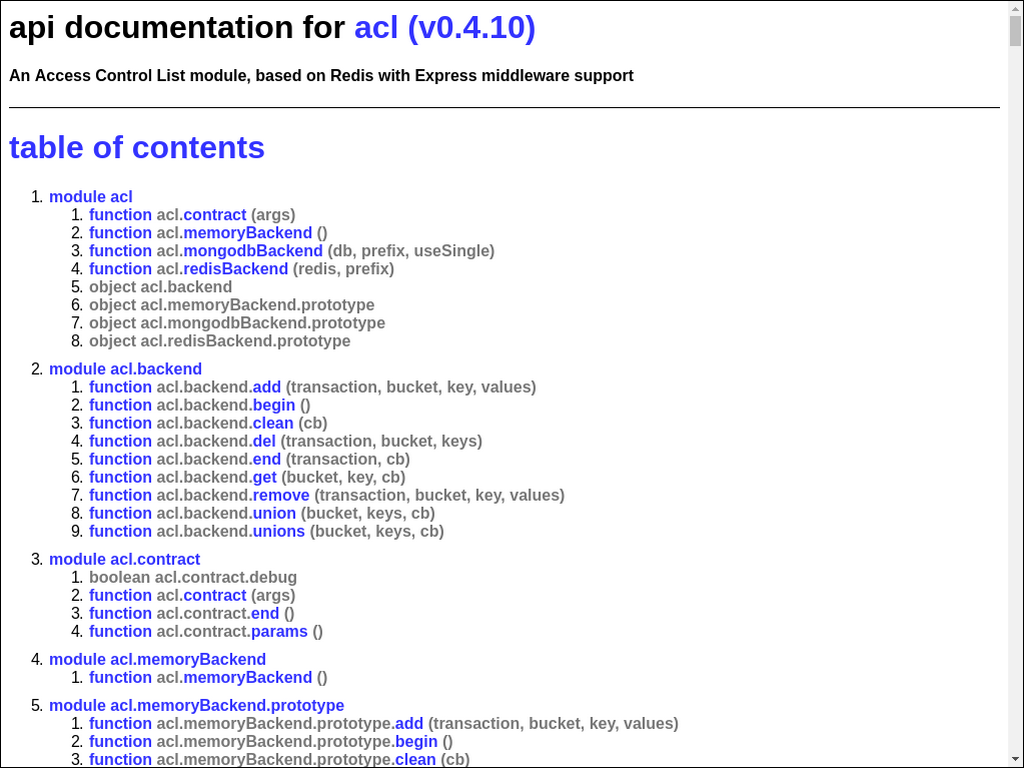 api documentation for acl (v0.4.10)
An Access Control List module, based on Redis with Express middleware support
table of contents
1. module acl
1. function acl.contract (args)
2. function acl.memoryBackend ()
3. function acl.mongodbBackend (db, prefix, useSingle)
4. function acl.redisBackend (redis, prefix)
5. object acl.backend
6. object acl.memoryBackend.prototype
7. object acl.mongodbBackend.prototype
8. object acl.redisBackend.prototype
2. module acl.backend
1. function acl.backend.add (transaction, bucket, key, values)
2. function acl.backend.begin ()
3. function acl.backend.clean (cb)
4. function acl.backend.del (transaction, bucket, keys)
5. function acl.backend.end (transaction, cb)
6. function acl.backend.get (bucket, key, cb)
7. function acl.backend.remove (transaction, bucket, key, values)
8. function acl.backend.union (bucket, keys, cb)
9. function acl.backend.unions (bucket, keys, cb)
3. module acl.contract
1. boolean acl.contract.debug
2. function acl.contract (args)
3. function acl.contract.end ()
4. function acl.contract.params ()
4. module acl.memoryBackend
1. function acl.memoryBackend ()
5. module acl.memoryBackend.prototype
1. function acl.memoryBackend.prototype.add (transaction, bucket, key, values)
2. function acl.memoryBackend.prototype.begin ()
3. function acl.memoryBackend.prototype.clean (cb)